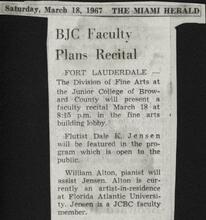 Saturday, March 18, 1967 THE MIAMI HERALD
BJC Faculty
Plans Recital
FORT LAUDERDALE —
The Division of Fine Arts at
the Junior College of Brow-
ard County will present a
faculty recital March 18 at
8:15 p.m. in the fine arts
building lobby.
Flutist Dale K. Jensen
will be featured in the
program which is open to
the public.
William Alton, pianist will
assist Jensen. Alton is cur-
rently an artist-in-residence
at Florida Atlantic Univer-
sity. Jensen is a JCBC fac-
ulty member.